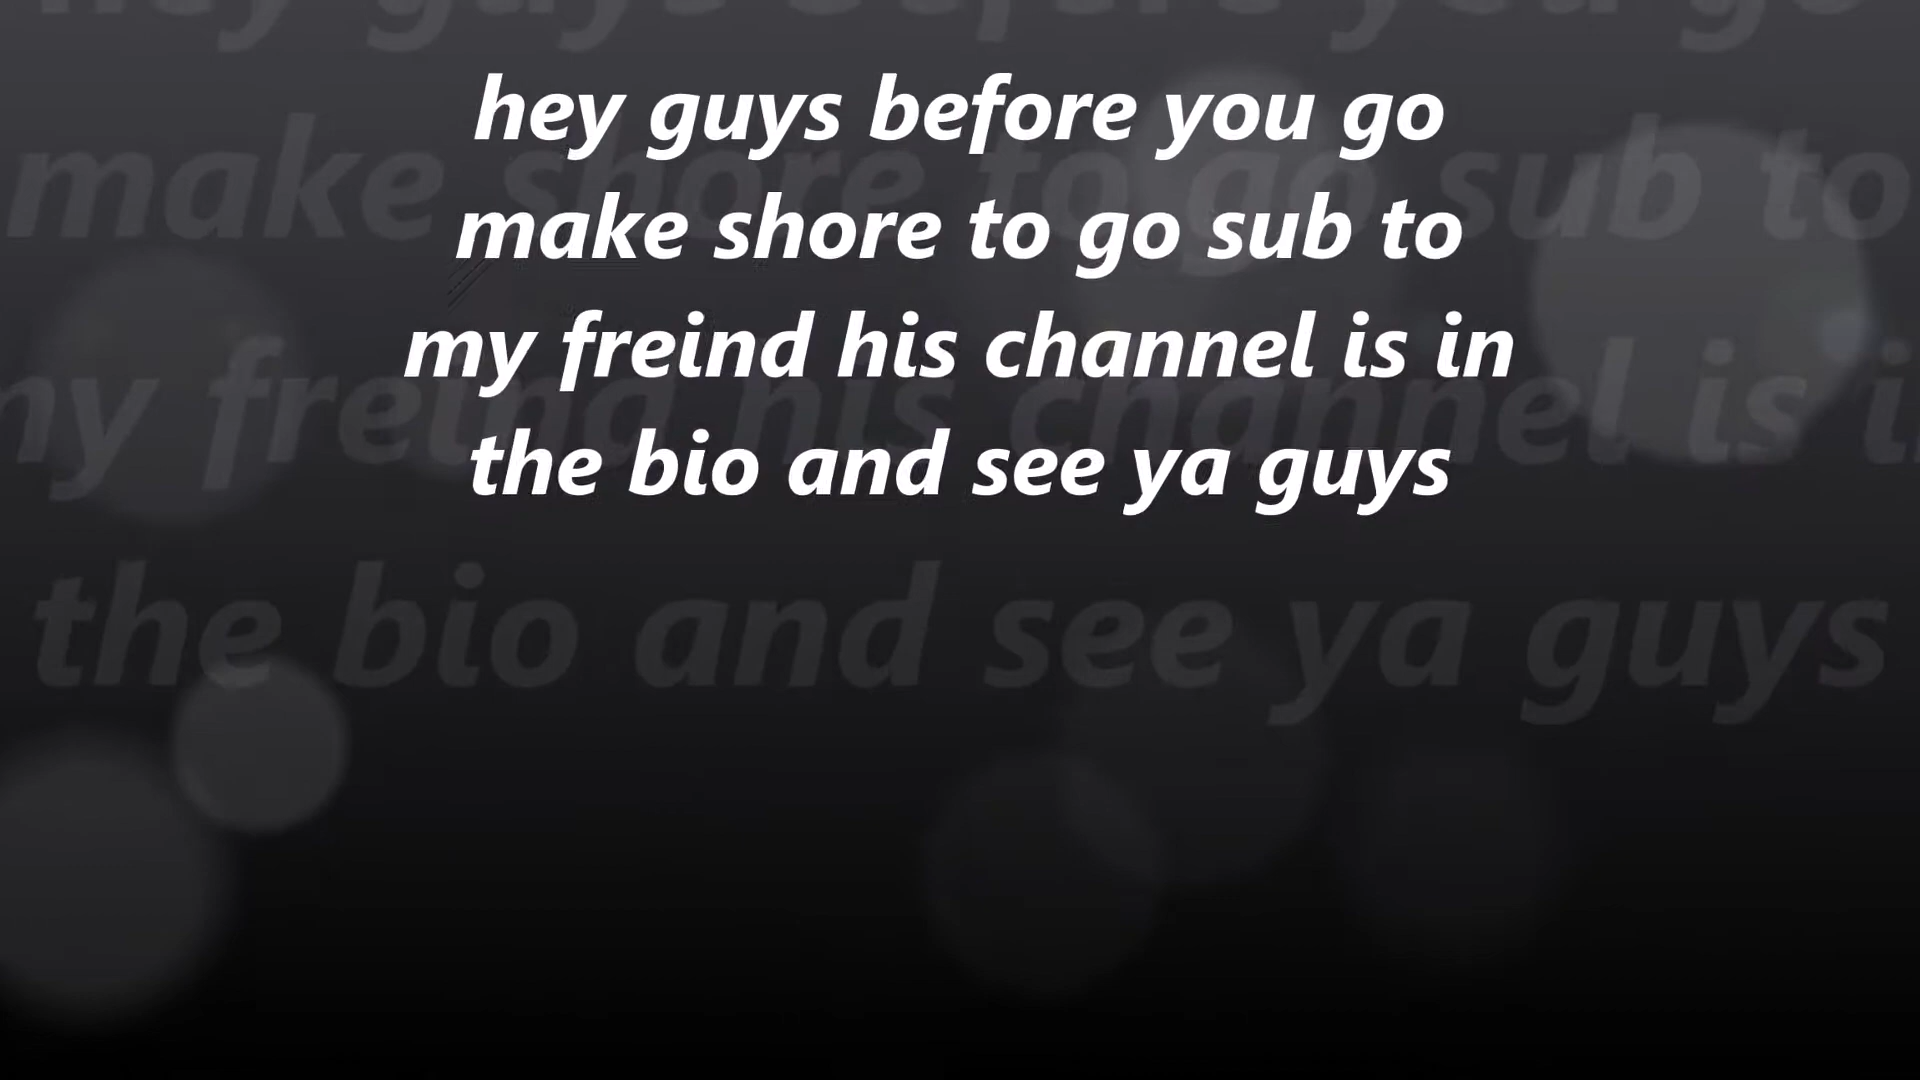 hey guys before you go
make shore to go sub to
my freind his channel is in
the bio and see ya guys